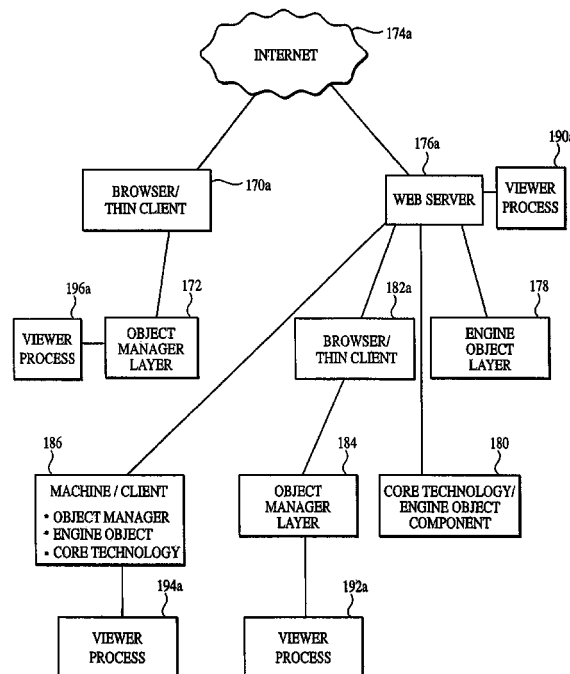 174a
INTERNET
190a
176a
BROWSER/
THIN CLIENT
170a
WEB SERVER
VIEWER
PROCESS
196a
172
182a
178
VIEWER
PROCESS
OBJECT
MANAGER
LAYER
BROWSER/
THIN CLIENT
ENGINE
OBJECT
LAYER
186
184
180
MACHINE / CLIENT
• OBJECT MANAGER
• ENGINE OBJECT
• CORE TECHNOLOGY
OBJECT
MANAGER
LAYER
CORE TECHNOLOGY/
ENGINE OBJECT
COMPONENT
194a
192a
VIEWER
PROCESS
VIEWER
PROCESS